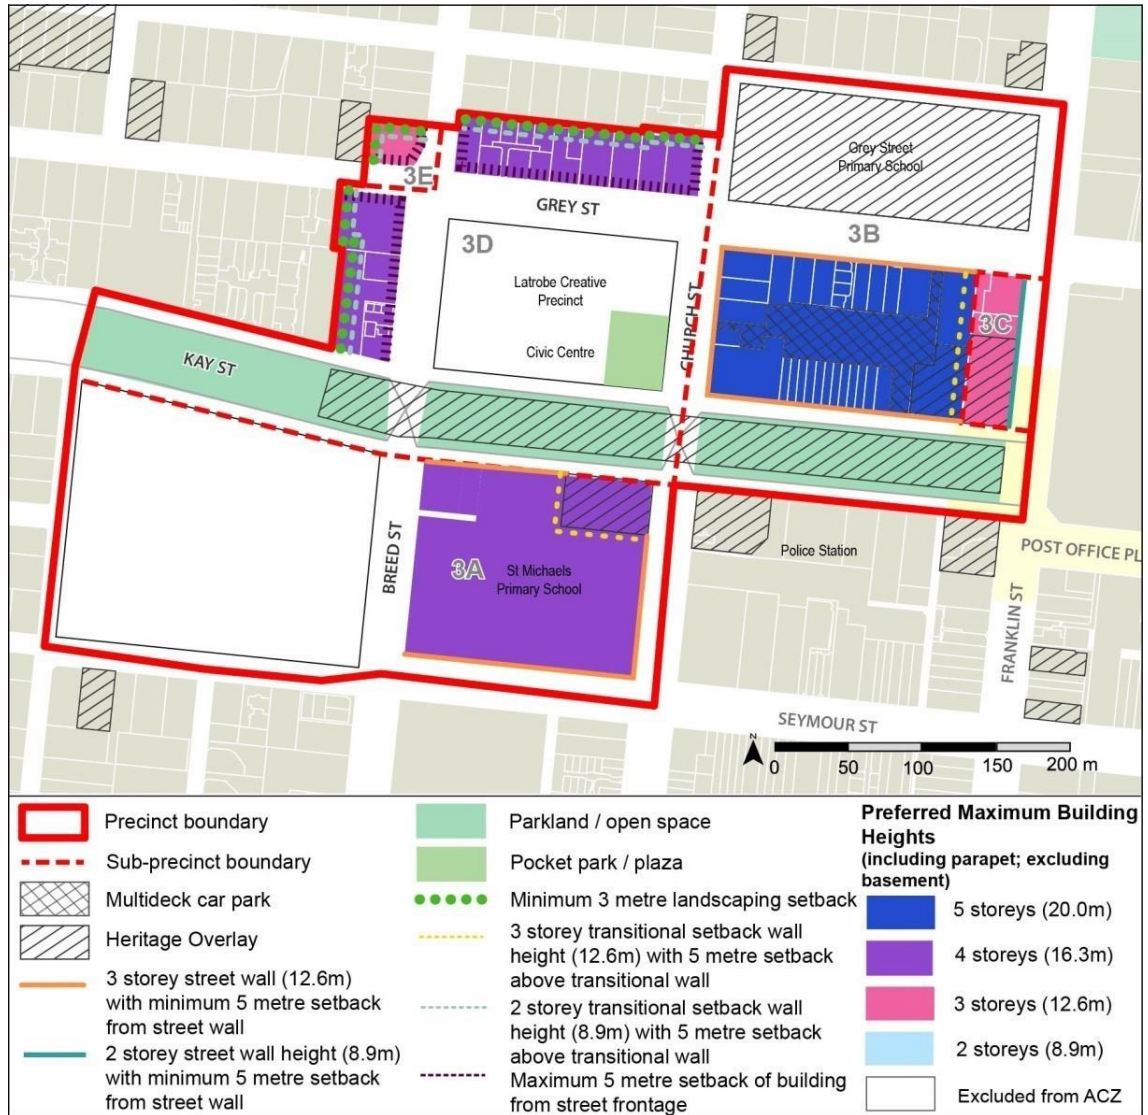 Grey Street
Primary School
3E
GREY ST
3B
3D
Latrobe Creative
Precinct
CHURCH ST
3C
Civic Centre
KAY ST
BREED ST
3A
St Michaels
Primary School
Police Station
POST OFFICE PL
FRANKLIN ST
SEYMOUR ST
N
0 50 100 150 200 m
Precinct boundary
Sub-precinct boundary
Multideck car park
Heritage Overlay
3 storey street wall (12.6m)
with minimum 5 metre setback
from street wall
2 storey street wall height (8.9m)
with minimum 5 metre setback
from street wall
Parkland / open space
Pocket park / plaza
Minimum 3 metre landscaping setback
3 storey transitional setback wall
height (12.6m) with 5 metre setback
above transitional wall
2 storey transitional setback wall
height (8.9m) with 5 metre setback
above transitional wall
Maximum 5 metre setback of building
from street frontage
Preferred Maximum Building
Heights
(including parapet; excluding
basement)
5 storeys (20.0m)
4 storeys (16.3m)
3 storeys (12.6m)
2 storeys (8.9m)
Excluded from ACZ